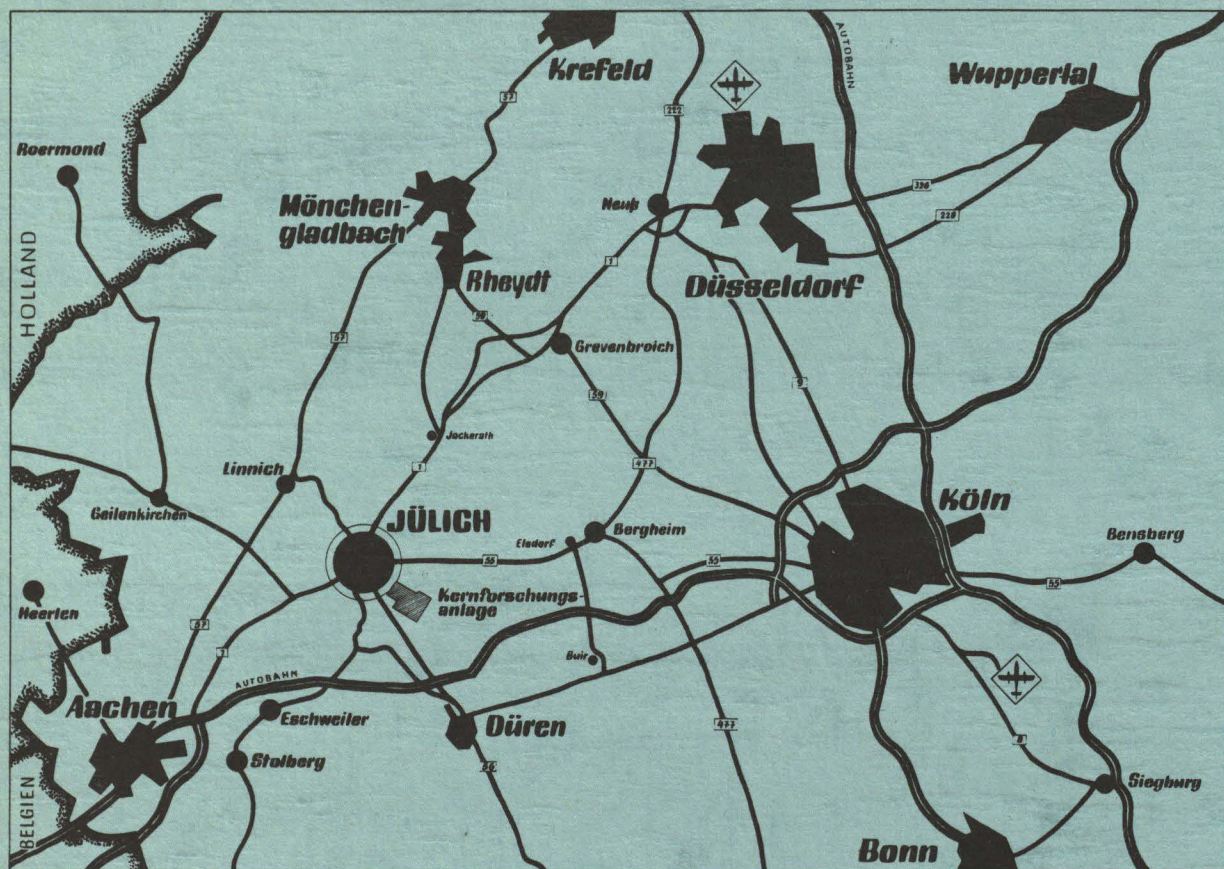 Krefeld
AUTOBAHN
Wuppertal
57
222
Roermond
Mönchen-
gladbach
Neuß
326
228
HOLLAND
1
Rheydt
Düsseldorf
59
57
Grevenbroich
9
59
Jackerath
1
477
Linnich
Geilenkirchen
JÜLICH
Köln
Elsdorf
Bergheim
Bensberg
55
55
55
Heerlen
Kernforschungs-
anlage
57
1
Buir
AUTOBAHN
Aachen
Eschweiler
Düren
477
8
Stolberg
56
Siegburg
BELGIEN
Bonn